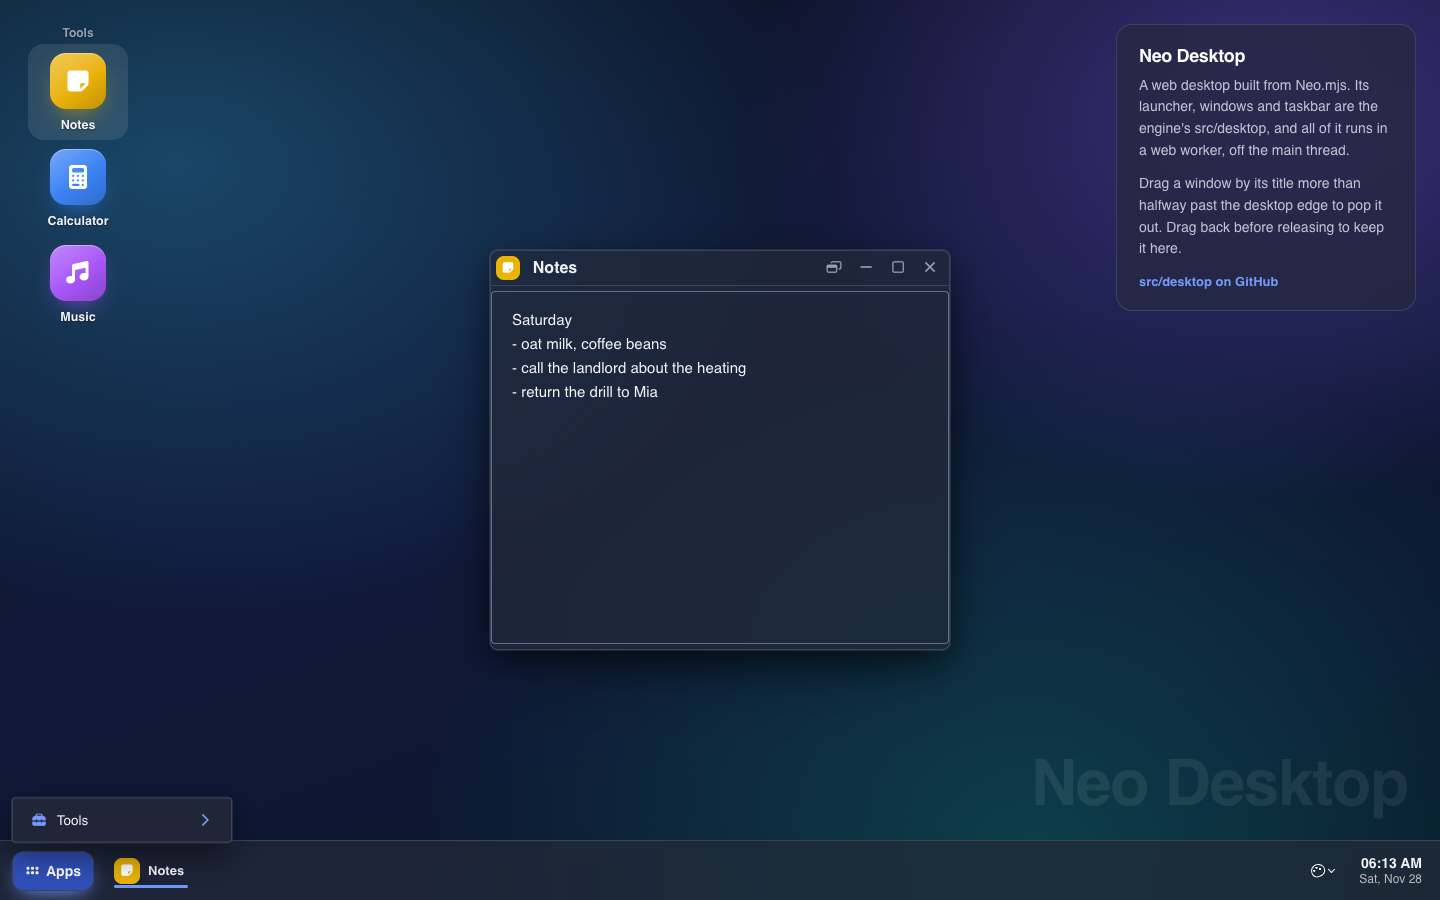 Tools
Notes
Calculator
Music
Neo Desktop
A web desktop built from Neo.mjs. Its
launcher, windows and taskbar are the
engine's src/desktop, and all of it runs in
a web worker, off the main thread.
Drag a window by its title more than
halfway past the desktop edge to pop it
out. Drag back before releasing to keep
it here.
src/desktop on GitHub
Notes
Saturday
- oat milk, coffee beans
- call the landlord about the heating
- return the drill to Mia
Neo Desktop
Tools
Apps
Notes
06:13 AM
Sat, Nov 28